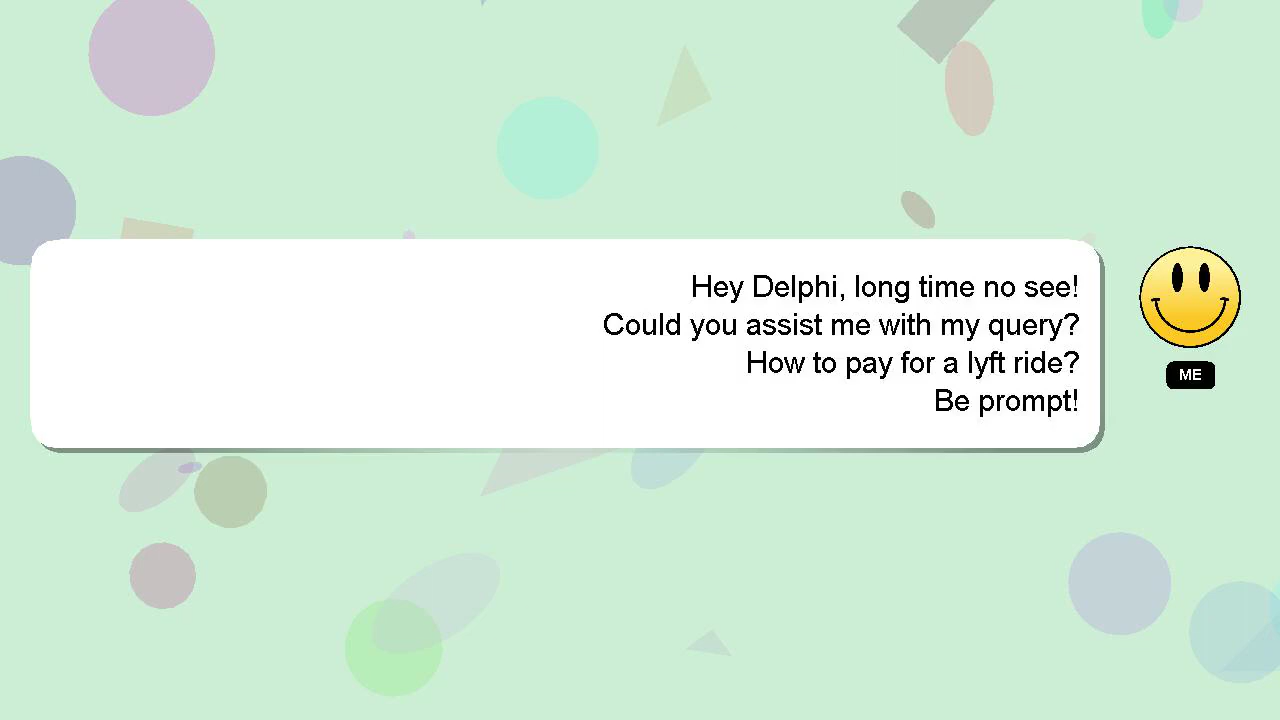 Hey Delphi, long time no see!
Could you assist me with my query?
How to pay for a lyft ride?
Be prompt!
ME